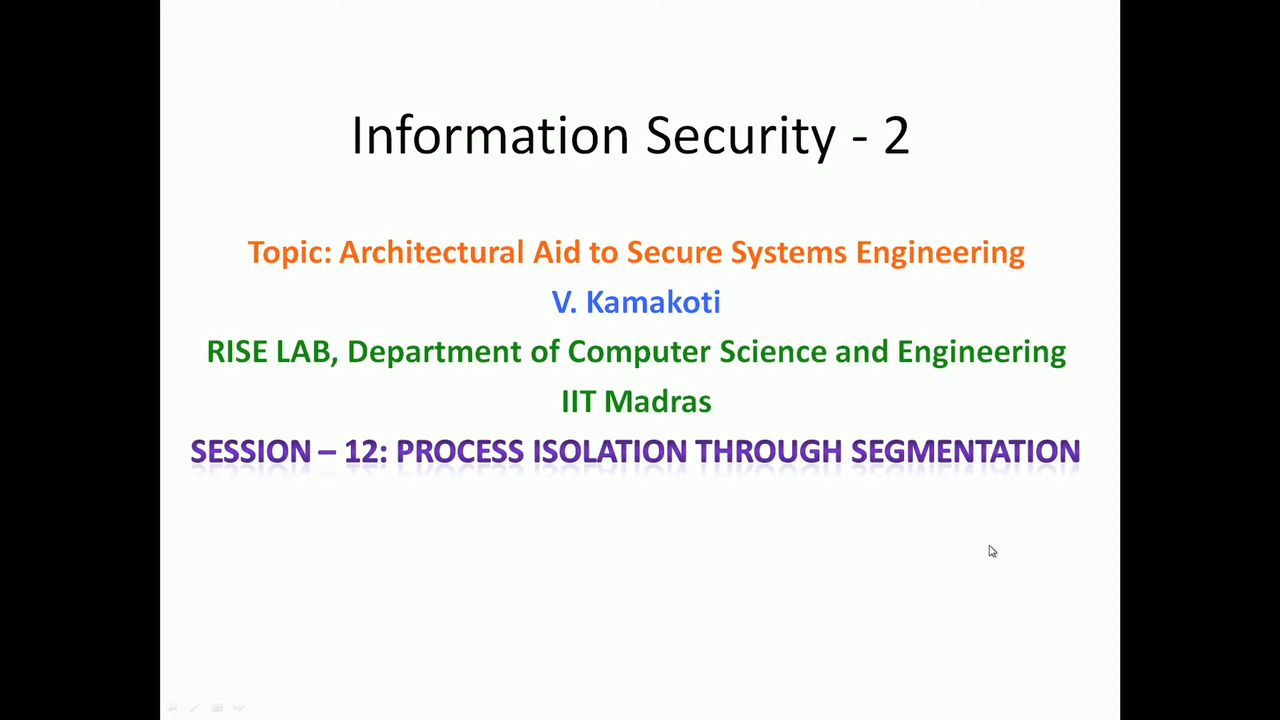 Information Security - 2
Topic: Architectural Aid to Secure Systems Engineering
V. Kamakoti
RISE LAB, Department of Computer Science and Engineering
IIT Madras
SESSION – 12: PROCESS ISOLATION THROUGH SEGMENTATION